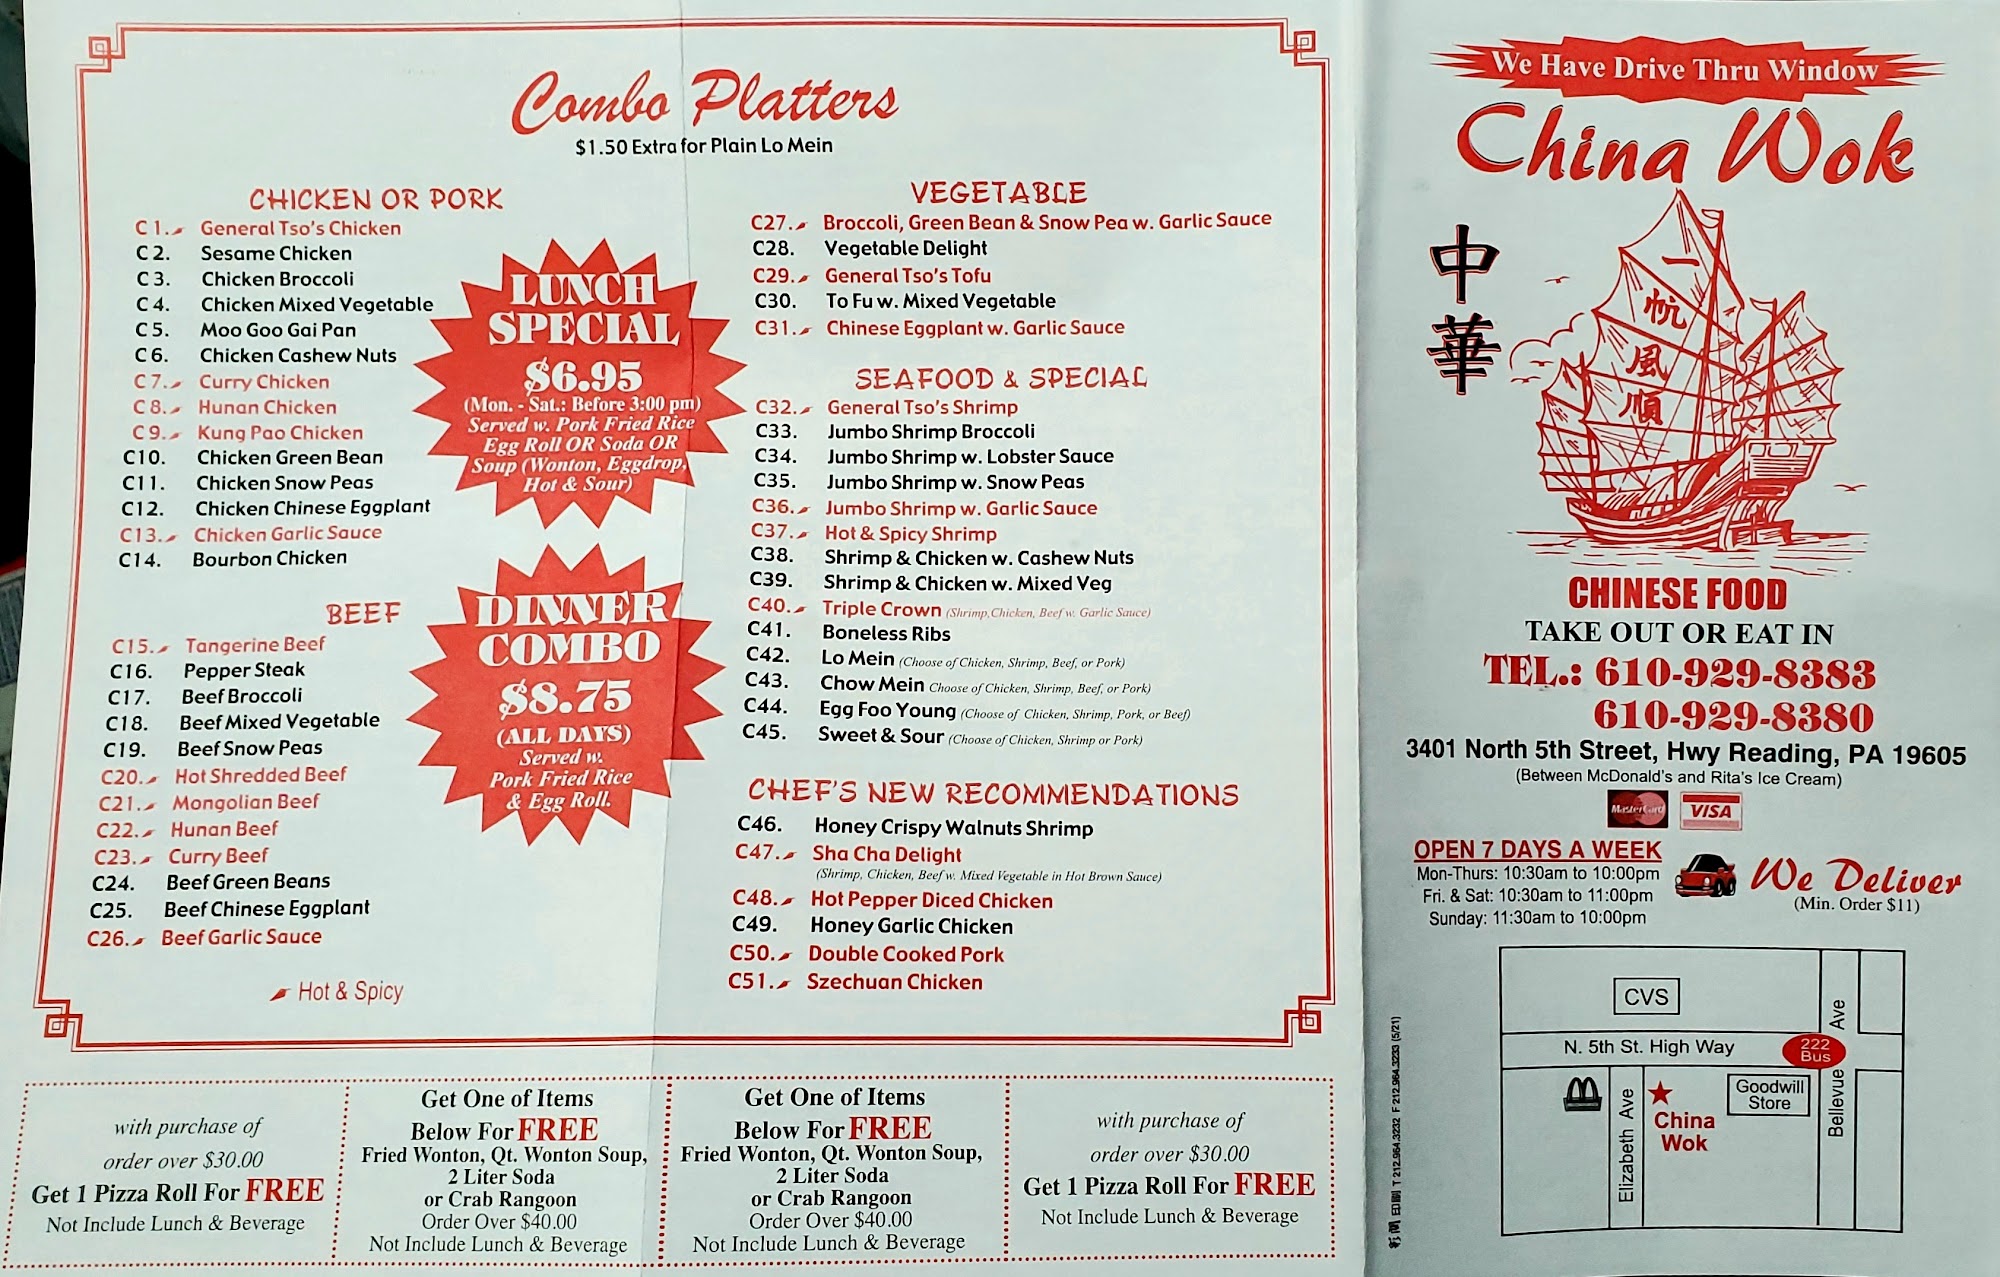 Combo Platters
$1.50 Extra for Plain Lo Mein
CHICKEN OR PORK
C 1. General Tso's Chicken
C 2. Sesame Chicken
C 3. Chicken Broccoli
C 4. Chicken Mixed Vegetable
C 5. Moo Goo Gai Pan
C 6. Chicken Cashew Nuts
C 7. Curry Chicken
C 8. Hunan Chicken
C 9. Kung Pao Chicken
C10. Chicken Green Bean
C11. Chicken Snow Peas
C12. Chicken Chinese Eggplant
C13. Chicken Garlic Sauce
C14. Bourbon Chicken
BEEF
C15. Tangerine Beef
C16. Pepper Steak
C17. Beef Broccoli
C18. Beef Mixed Vegetable
C19. Beef Snow Peas
C20. Hot Shredded Beef
C21. Mongolian Beef
C22. Hunan Beef
C23. Curry Beef
C24. Beef Green Beans
C25. Beef Chinese Eggplant
C26. Beef Garlic Sauce
Hot & Spicy
LUNCH
SPECIAL
$6.95
(Mon. - Sat.: Before 3:00 pm)
Served w. Pork Fried Rice
Egg Roll OR Soda OR
Soup (Wonton, Eggdrop,
Hot & Sour)
DINNER
COMBO
$8.75
(ALL DAYS)
Served w.
Pork Fried Rice
& Egg Roll.
VEGETABLE
C27. Broccoli, Green Bean & Snow Pea w. Garlic Sauce
C28. Vegetable Delight
C29. General Tso's Tofu
C30. To Fu w. Mixed Vegetable
C31. Chinese Eggplant w. Garlic Sauce
SEAFOOD & SPECIAL
C32. General Tso's Shrimp
C33. Jumbo Shrimp Broccoli
C34. Jumbo Shrimp w. Lobster Sauce
C35. Jumbo Shrimp w. Snow Peas
C36. Jumbo Shrimp w. Garlic Sauce
C37. Hot & Spicy Shrimp
C38. Shrimp & Chicken w. Cashew Nuts
C39. Shrimp & Chicken w. Mixed Veg
C40. Triple Crown (Shrimp, Chicken, Beef w. Garlic Sauce)
C41. Boneless Ribs
C42. Lo Mein (Choose of Chicken, Shrimp, Beef, or Pork)
C43. Chow Mein Choose of Chicken, Shrimp, Beef, or Pork)
C44. Egg Foo Young (Choose of Chicken, Shrimp, Pork, or Beef)
C45. Sweet & Sour (Choose of Chicken, Shrimp or Pork)
CHEF'S NEW RECOMMENDATIONS
C46. Honey Crispy Walnuts Shrimp
C47. Sha Cha Delight
(Shrimp, Chicken, Beef w. Mixed Vegetable in Hot Brown Sauce)
C48. Hot Pepper Diced Chicken
C49. Honey Garlic Chicken
C50. Double Cooked Pork
C51. Szechuan Chicken
with purchase of
order over $30.00
Get 1 Pizza Roll For FREE
Not Include Lunch & Beverage
Get One of Items
Below For FREE
Fried Wonton, Qt. Wonton Soup,
2 Liter Soda
or Crab Rangoon
Order Over $40.00
Not Include Lunch & Beverage
Get One of Items
Below For FREE
Fried Wonton, Qt. Wonton Soup,
2 Liter Soda
or Crab Rangoon
Order Over $40.00
Not Include Lunch & Beverage
with purchase of
order over $30.00
Get 1 Pizza Roll For FREE
Not Include Lunch & Beverage
We Have Drive Thru Window
China Wok
中華
一帆風順
CHINESE FOOD
TAKE OUT OR EAT IN
TEL.: 610-929-8383
610-929-8380
3401 North 5th Street, Hwy Reading, PA 19605
(Between McDonald's and Rita's Ice Cream)
MasterCard
VISA
OPEN 7 DAYS A WEEK
Mon-Thurs: 10:30am to 10:00pm
Fri. & Sat: 10:30am to 11:00pm
Sunday: 11:30am to 10:00pm
We Deliver
(Min. Order $11)
CVS
N. 5th St. High Way
222
Bus
Bellevue Ave
Elizabeth Ave
China
Wok
Goodwill
Store
T 212.964.3232 F 212.964.3233 (5/21)